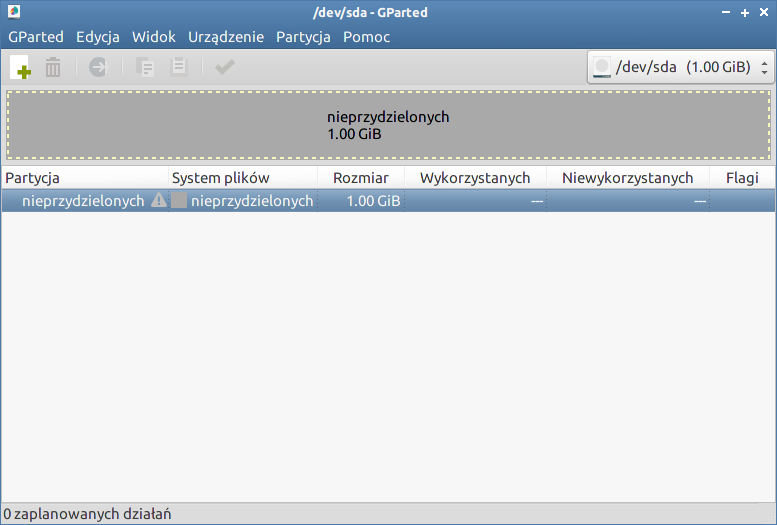 /dev/sda - GParted
GParted Edycja Widok Urządzenie Partycja Pomoc
/dev/sda (1.00 GiB)
nieprzydzielonych
1.00 GiB
Partycja System plików Rozmiar Wykorzystanych Niewykorzystanych Flagi
nieprzydzielonych nieprzydzielonych 1.00 GiB --- ---
0 zaplanowanych działań